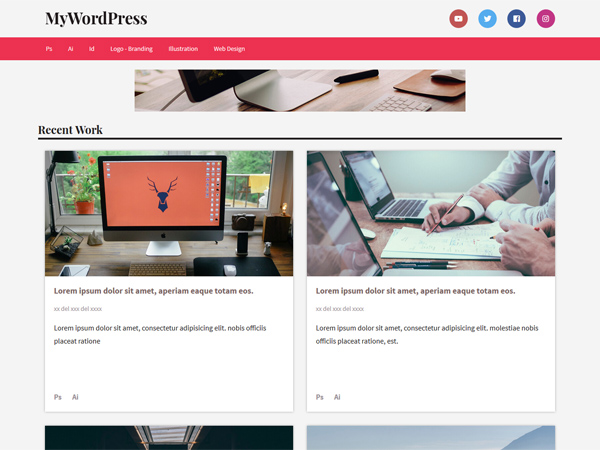 MyWordPress
Ps Ai Id Logo - Branding Illustration Web Design
Recent Work
Lorem ipsum dolor sit amet, aperiam eaque totam eos.
xx del xxx del xxxx
Lorem ipsum dolor sit amet, consectetur adipisicing elit. nobis officiis
placeat ratione
Ps Ai
Lorem ipsum dolor sit amet, aperiam eaque totam eos.
xx del xxx del xxxx
Lorem ipsum dolor sit amet, consectetur adipisicing elit. molestiae nobis
officiis placeat ratione, est.
Ps Ai